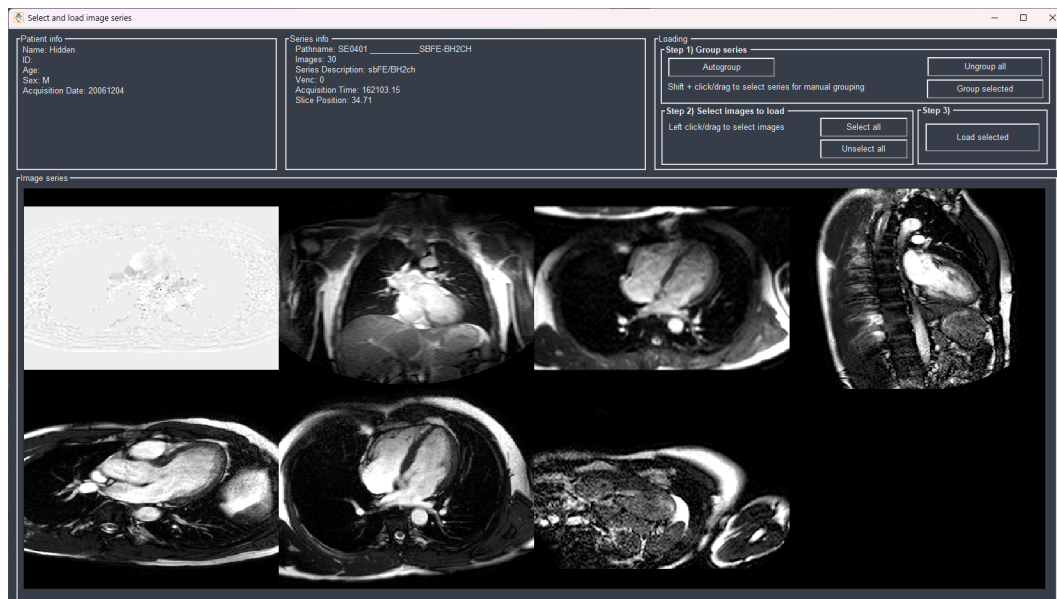 Select and load image series
Patient info
Name: Hidden
ID:
Age:
Sex: M
Acquisition Date: 20061204
Series info
Pathname: SE0401 __________SBFE-BH2CH
Images: 30
Series Description: sbFE/BH2ch
Venc: 0
Acquisition Time: 162103.15
Slice Position: 34.71
Loading
Step 1) Group series
Autogroup
Ungroup all
Shift + click/drag to select series for manual grouping
Group selected
Step 2) Select images to load
Left click/drag to select images
Select all
Unselect all
Step 3)
Load selected
Image series